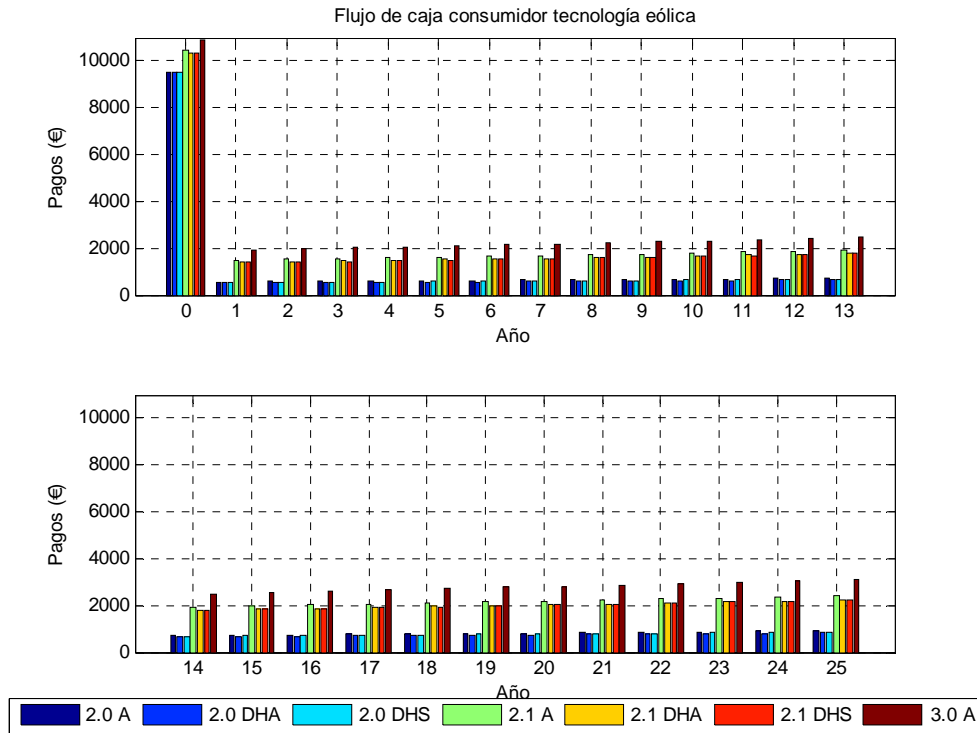 Flujo de caja consumidor tecnología eólica
10000
8000
6000
4000
2000
0
Pagos (€)
0 1 2 3 4 5 6 7 8 9 10 11 12 13
Año
10000
8000
6000
4000
2000
0
Pagos (€)
14 15 16 17 18 19 20 21 22 23 24 25
Año
2.0 A 2.0 DHA 2.0 DHS 2.1 A 2.1 DHA 2.1 DHS 3.0 A